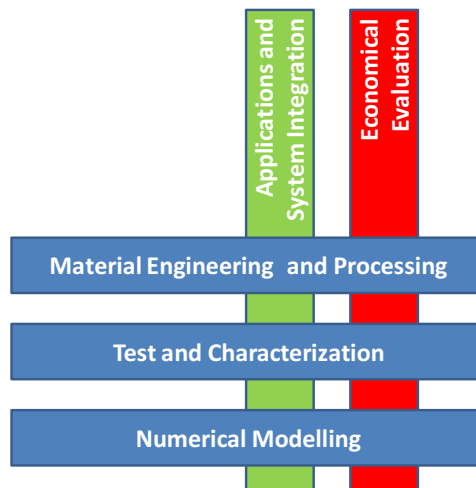 Applications and
System Integration
Economical
Evaluation
Material Engineering and Processing
Test and Characterization
Numerical Modelling